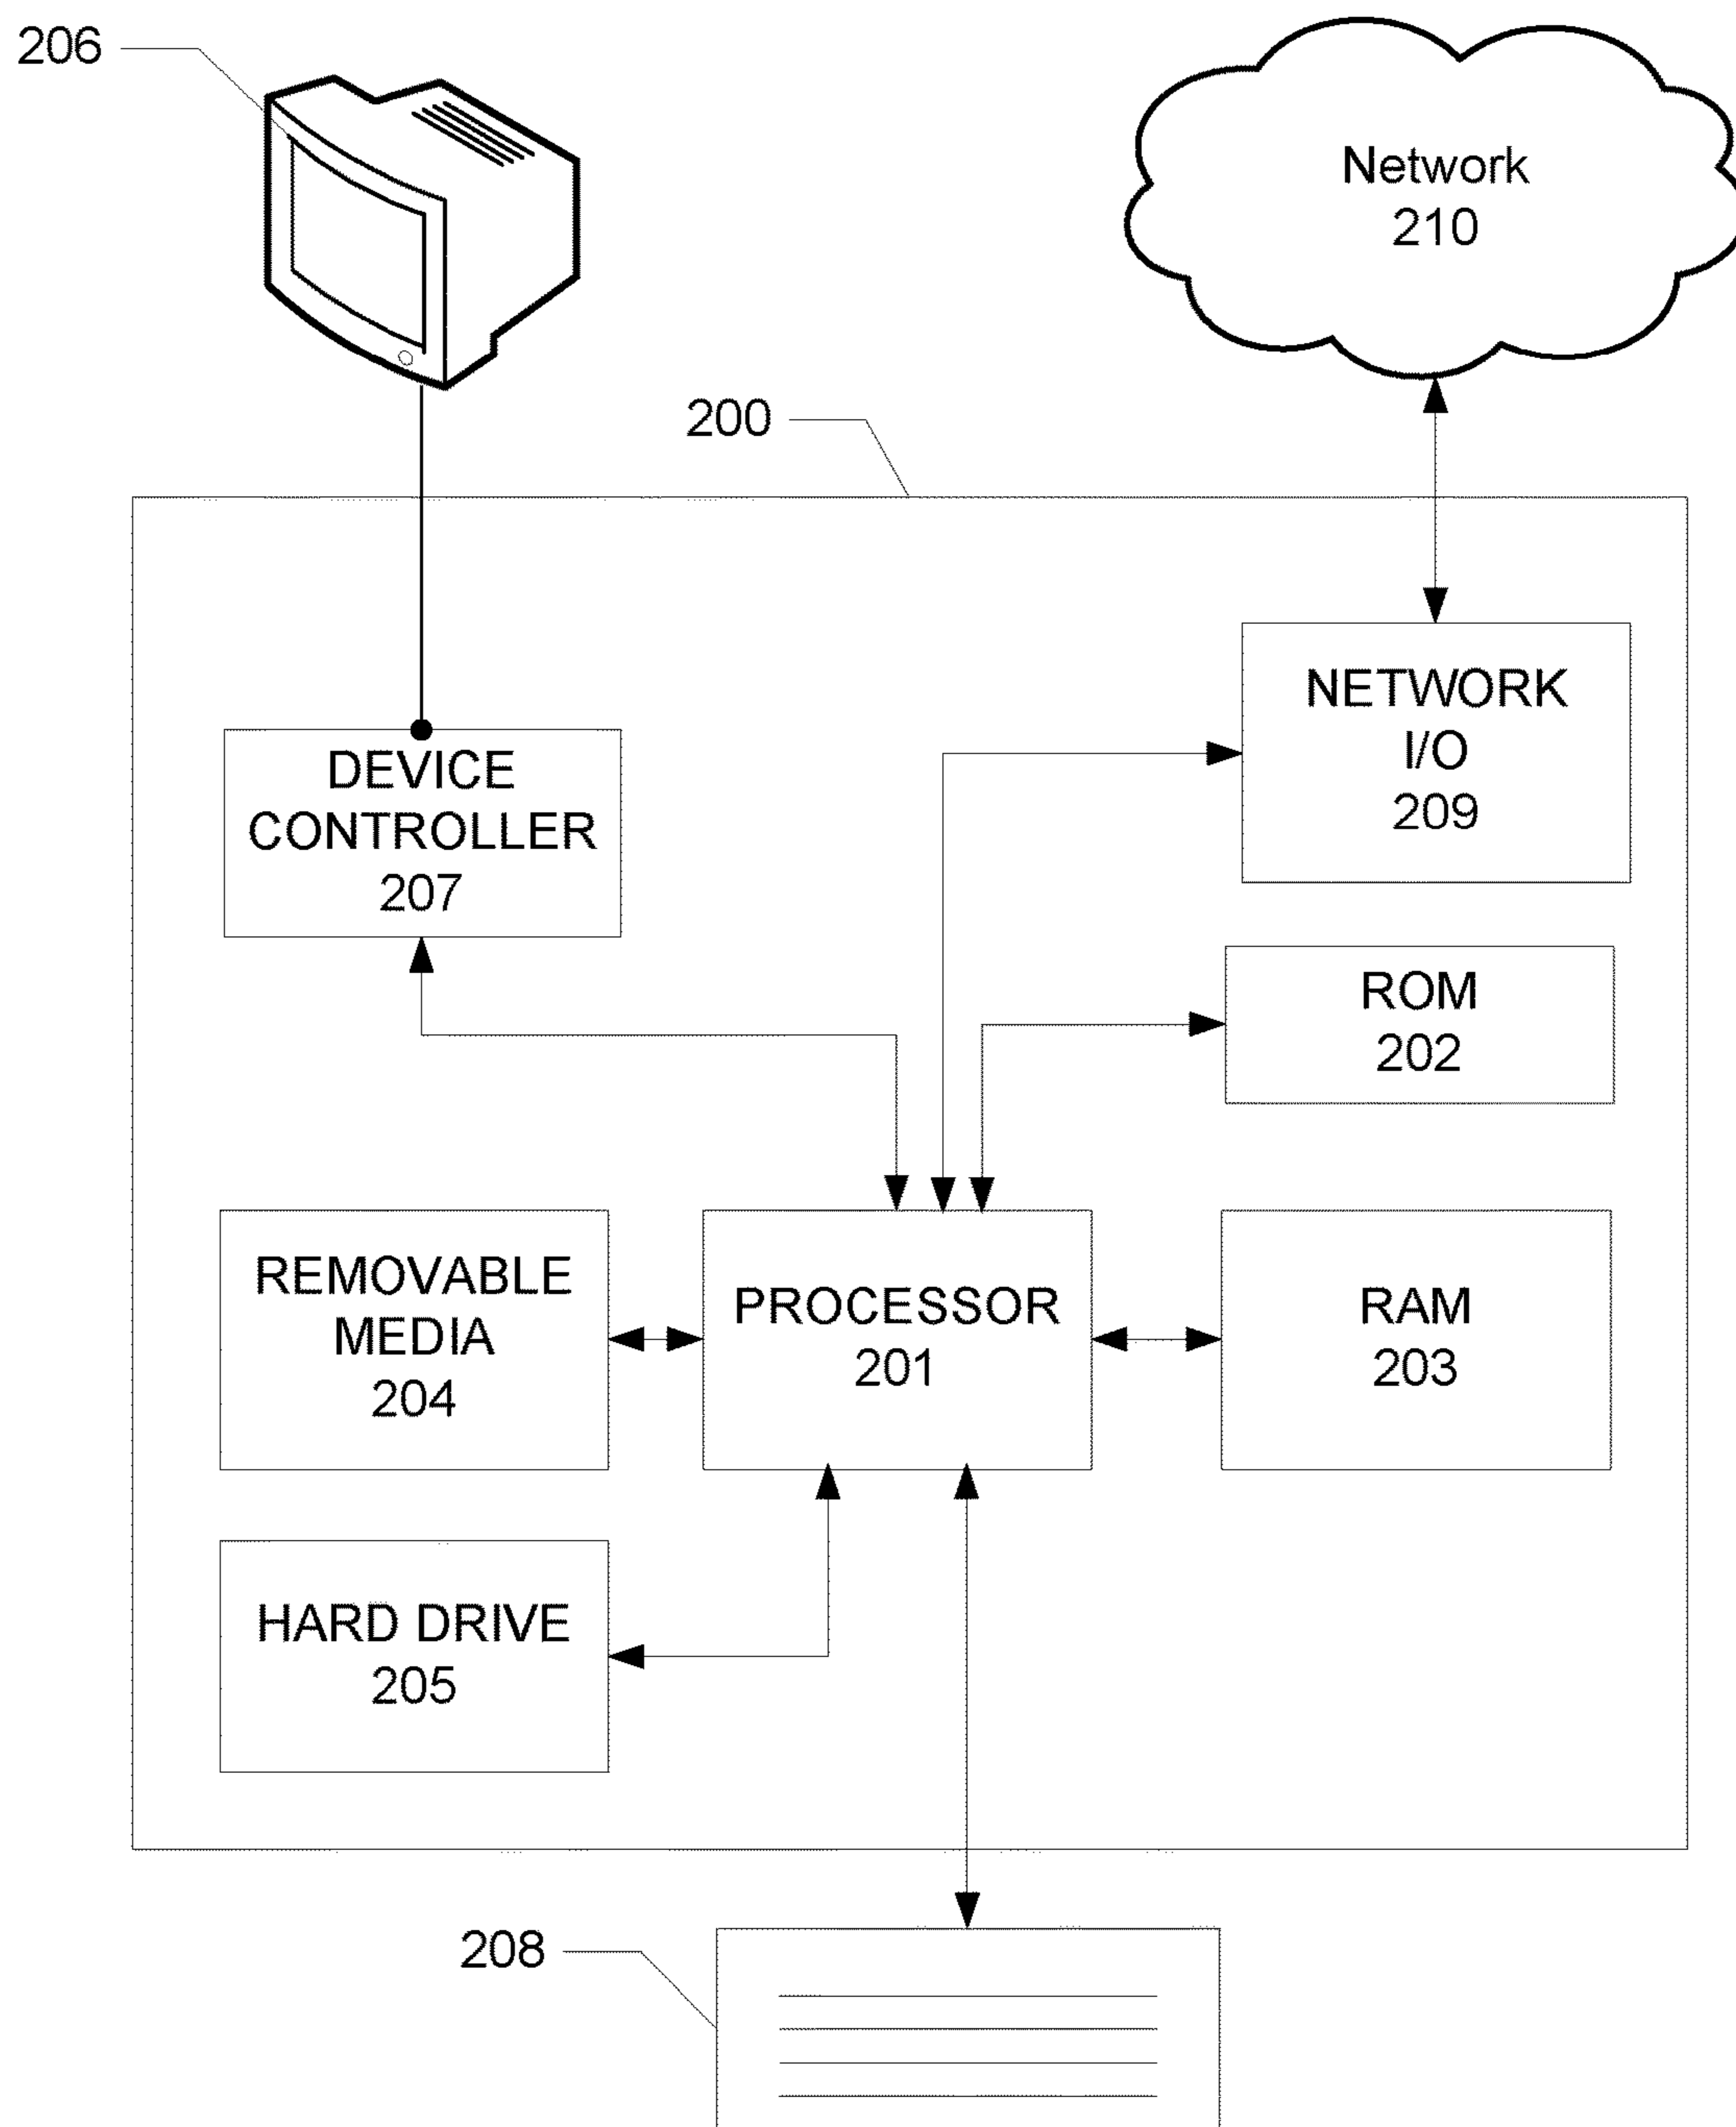 206
Network
210
200
NETWORK
I/O
209
DEVICE
CONTROLLER
207
ROM
202
REMOVABLE
MEDIA
204
PROCESSOR
201
RAM
203
HARD DRIVE
205
208